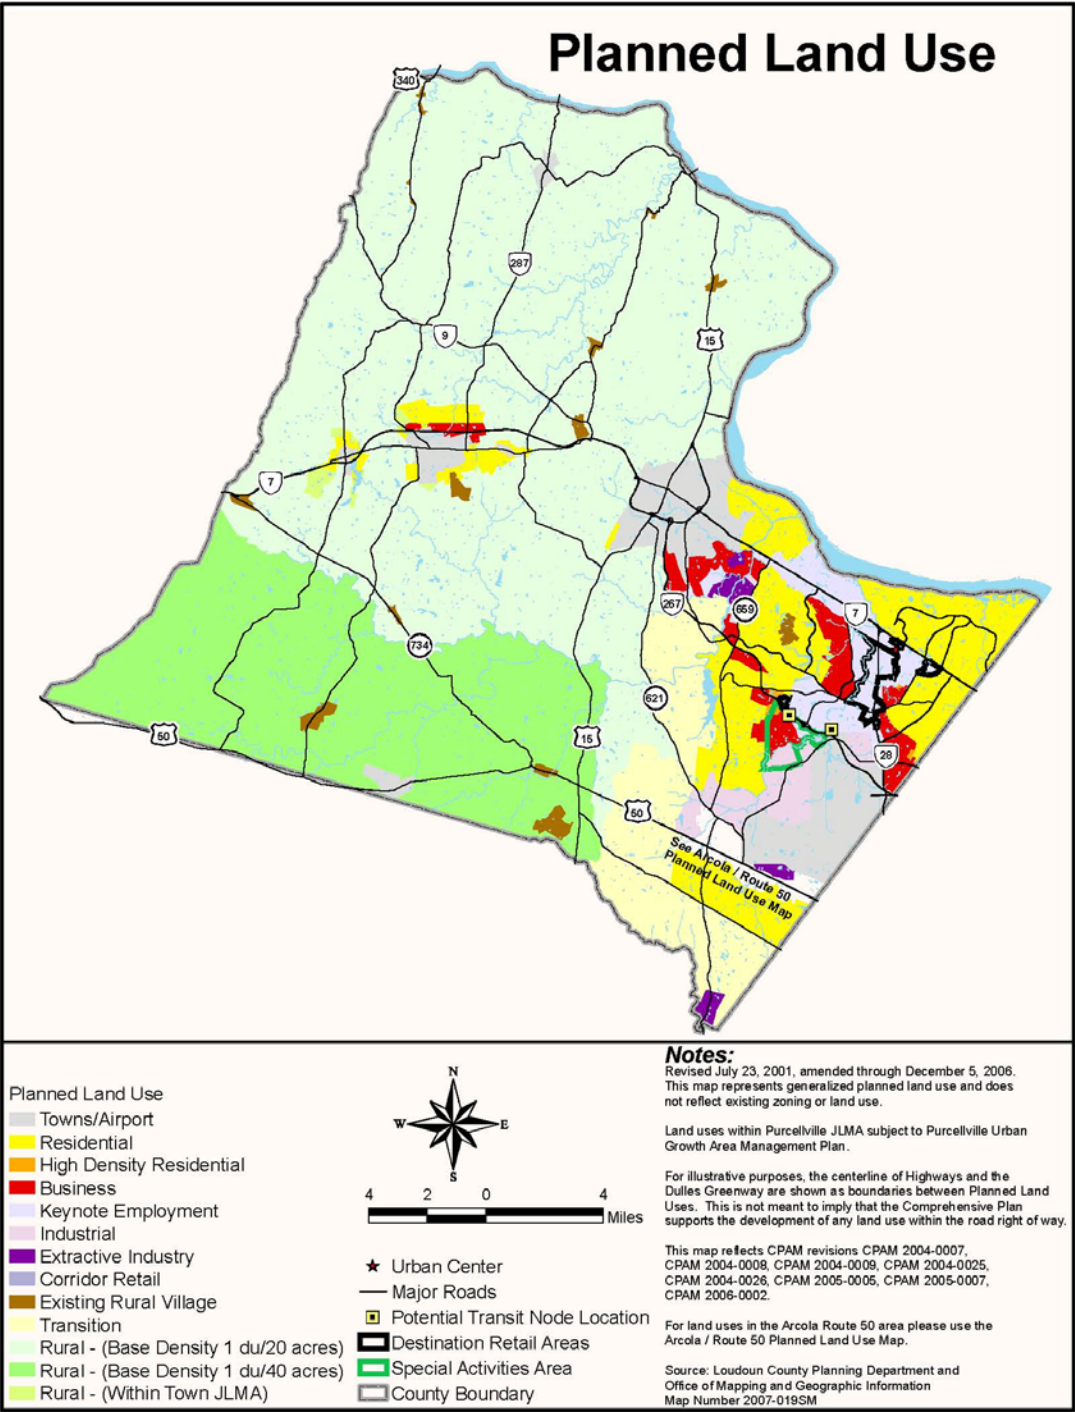 Planned Land Use
340
287
9
15
7
267
659
7
734
621
50
15
28
50
See Arcola / Route 50
Planned Land Use Map
Planned Land Use
Towns/Airport
Residential
High Density Residential
Business
Keynote Employment
Industrial
Extractive Industry
Corridor Retail
Existing Rural Village
Transition
Rural - (Base Density 1 du/20 acres)
Rural - (Base Density 1 du/40 acres)
Rural - (Within Town JLMA)
N
W
E
S
4 2 0 4
Miles
Urban Center
Major Roads
Potential Transit Node Location
Destination Retail Areas
Special Activities Area
County Boundary
Notes:
Revised July 23, 2001, amended through December 5, 2006.
This map represents generalized planned land use and does
not reflect existing zoning or land use.
Land uses within Purcellville JLMA subject to Purcellville Urban
Growth Area Management Plan.
For illustrative purposes, the centerline of Highways and the
Dulles Greenway are shown as boundaries between Planned Land
Uses. This is not meant to imply that the Comprehensive Plan
supports the development of any land use within the road right of way.
This map reflects CPAM revisions CPAM 2004-0007,
CPAM 2004-0008, CPAM 2004-0009, CPAM 2004-0025,
CPAM 2004-0026, CPAM 2005-0005, CPAM 2005-0007,
CPAM 2006-0002.
For land uses in the Arcola Route 50 area please use the
Arcola / Route 50 Planned Land Use Map.
Source: Loudoun County Planning Department and
Office of Mapping and Geographic Information
Map Number 2007-019SM